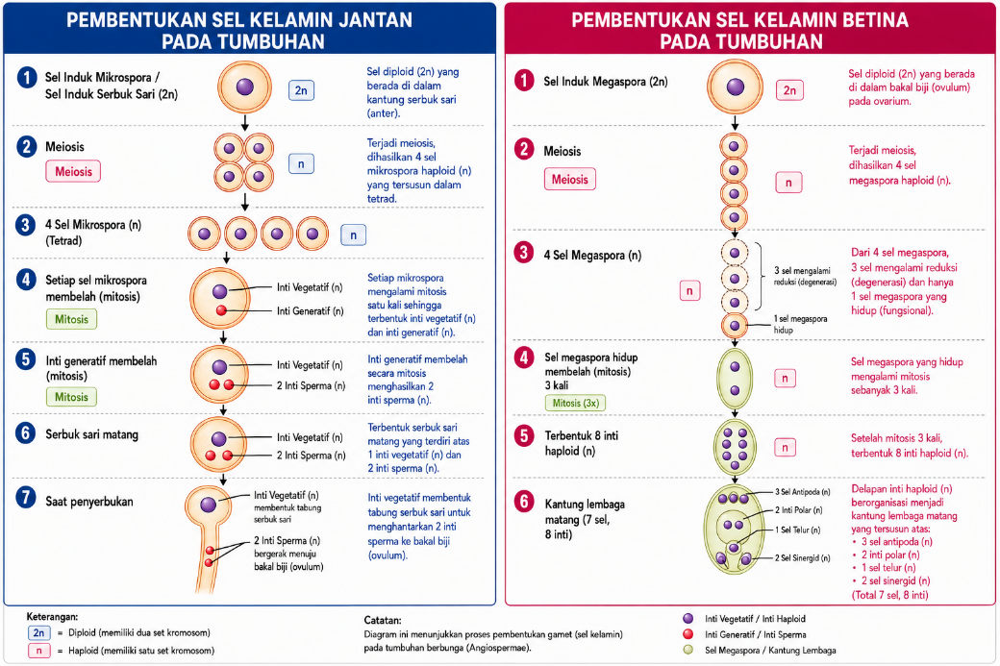 PEMBENTUKAN SEL KELAMIN JANTAN
PADA TUMBUHAN
1
Sel Induk Mikrospora /
Sel Induk Serbuk Sari (2n)
2n
Sel diploid (2n) yang
berada di dalam
kantung serbuk sari
(anter).
2
Meiosis
Meiosis
n
Terjadi meiosis,
dihasilkan 4 sel
mikrospora haploid (n)
yang tersusun dalam
tetrad.
3
4 Sel Mikrospora (n)
(Tetrad)
n
4
Setiap sel mikrospora
membelah (mitosis)
Mitosis
Inti Vegetatif (n)
Inti Generatif (n)
Setiap mikrospora
mengalami mitosis
satu kali sehingga
terbentuk inti vegetatif (n)
dan inti generatif (n).
5
Inti generatif membelah
(mitosis)
Mitosis
Inti Vegetatif (n)
2 Inti Sperma (n)
Inti generatif membelah
secara mitosis
menghasilkan 2
inti sperma (n).
6
Serbuk sari matang
Inti Vegetatif (n)
2 Inti Sperma (n)
Terbentuk serbuk sari
matang yang terdiri atas
1 inti vegetatif (n) dan
2 inti sperma (n).
7
Saat penyerbukan
Inti Vegetatif (n)
membentuk tabung
serbuk sari
2 Inti Sperma (n)
bergerak menuju
bakal biji (ovulum)
Inti vegetatif membentuk
tabung serbuk sari untuk
menghantarkan 2 inti
sperma ke bakal biji
(ovulum).
PEMBENTUKAN SEL KELAMIN BETINA
PADA TUMBUHAN
1
Sel Induk Megaspora (2n)
2n
Sel diploid (2n) yang berada
di dalam bakal biji (ovulum)
pada ovarium.
2
Meiosis
Meiosis
n
Terjadi meiosis,
dihasilkan 4 sel
megaspora haploid (n).
3
4 Sel Megaspora (n)
n
3 sel mengalami
reduksi (degenerasi)
1 sel megaspora
hidup
Dari 4 sel megaspora,
3 sel mengalami reduksi
(degenerasi) dan hanya
1 sel megaspora yang
hidup (fungsional).
4
Sel megaspora hidup
membelah (mitosis)
3 kali
Mitosis (3x)
n
Sel megaspora yang hidup
mengalami mitosis
sebanyak 3 kali.
5
Terbentuk 8 inti
haploid (n)
n
Setelah mitosis 3 kali,
terbentuk 8 inti haploid (n).
6
Kantung lembaga
matang (7 sel,
8 inti)
3 Sel Antipoda (n)
2 Inti Polar (n)
1 Sel Telur (n)
2 Sel Sinergid (n)
Delapan inti haploid (n)
berorganisasi menjadi
kantung lembaga matang
yang tersusun atas:
• 3 sel antipoda (n)
• 2 inti polar (n)
• 1 sel telur (n)
• 2 sel sinergid (n)
(Total 7 sel, 8 inti)
Keterangan:
2n = Diploid (memiliki dua set kromosom)
n = Haploid (memiliki satu set kromosom)
Catatan:
Diagram ini menunjukkan proses pembentukan gamet (sel kelamin)
pada tumbuhan berbunga (Angiospermae).
Inti Vegetatif / Inti Haploid
Inti Generatif / Inti Sperma
Sel Megaspora / Kantung Lembaga